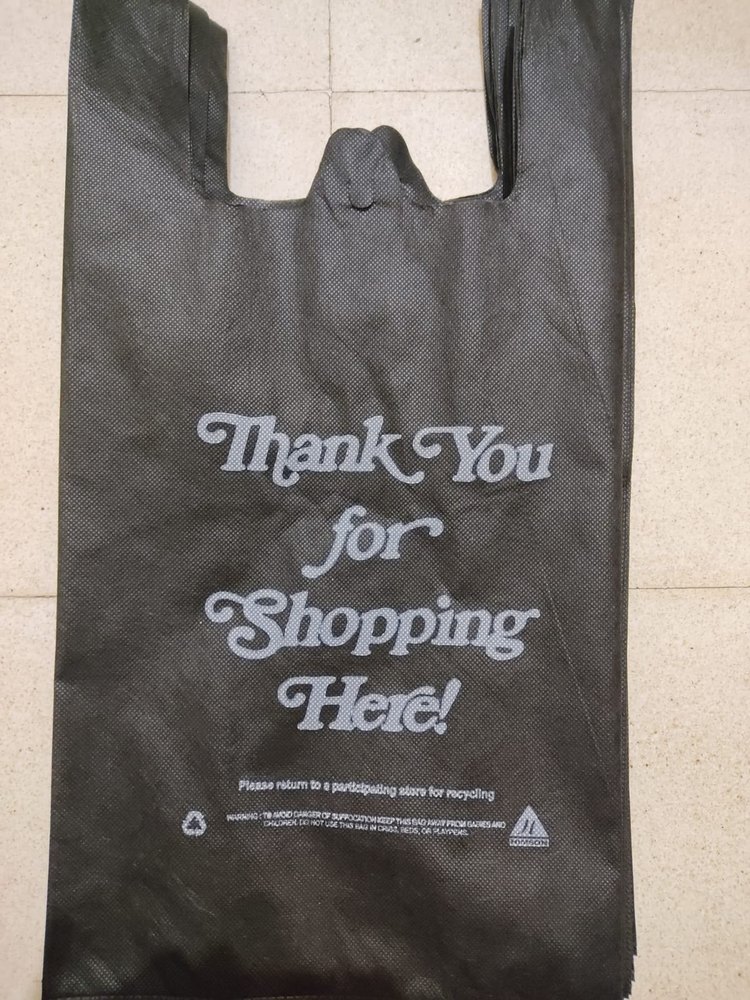 Thank You
for
Shopping
Here!
Please return to a participating store for recycling
WARNING : TO AVOID DANGER OF SUFFOCATION KEEP THIS BAG AWAY FROM BABIES AND
CHILDREN. DO NOT USE THIS BAG IN CRIBS, BEDS, OR PLAYPENS.